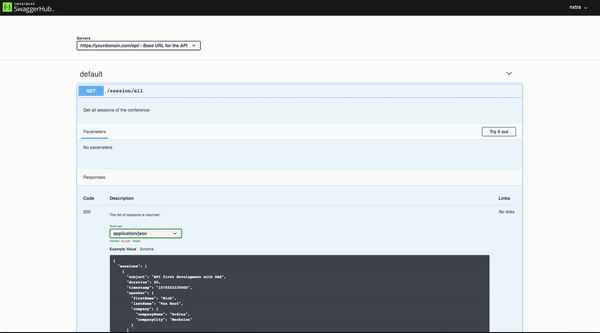 SMARTBEAR
SwaggerHub.
nxtra
Servers
https://yourdomain.com/api' - Base URL for the API
default
GET /session/all
Get all sessions of the conference
Parameters
Try it out
No parameters
Responses
Code Description Links
200 The list of sessions is returned No links
Media type
application/json
Controls Accept header.
Example Value Schema
{
"sessions": [
{
"subject": "API first development with OAS",
"duration": 20,
"timestamp":
"speaker": {
"firstName": "Nick",
"lastName": "Van Hoof",
"company": {
"companyName": "Ordina",
"companyCity": "Mechelen"
}